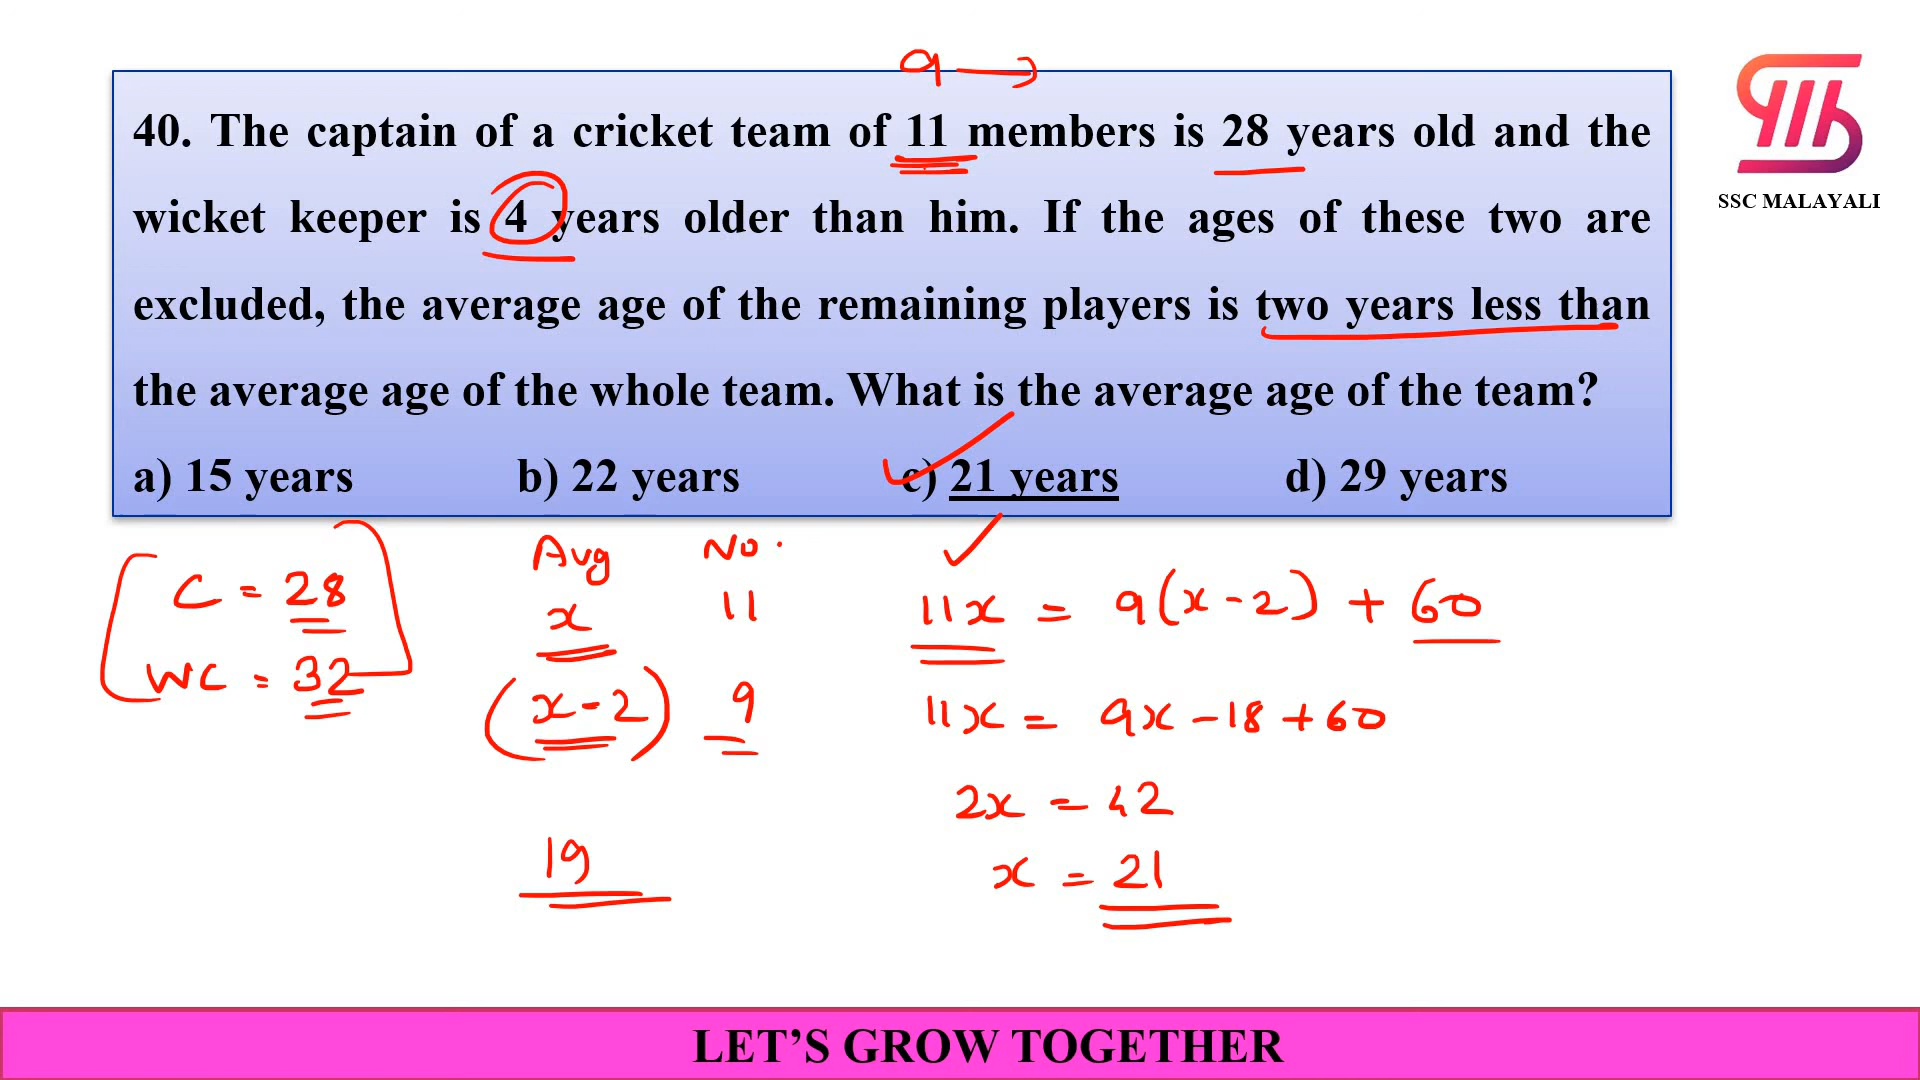 9
40. The captain of a cricket team of 11 members is 28 years old and the
wicket keeper is 4 years older than him. If the ages of these two are
excluded, the average age of the remaining players is two years less than
the average age of the whole team. What is the average age of the team?
a) 15 years b) 22 years c) 21 years d) 29 years
SSC MALAYALI
C = 28
WC = 32
Avg No.
x 11
(x-2) 9
19
11x = 9(x-2) + 60
11x = 9x - 18 + 60
2x = 42
x = 21
LET'S GROW TOGETHER